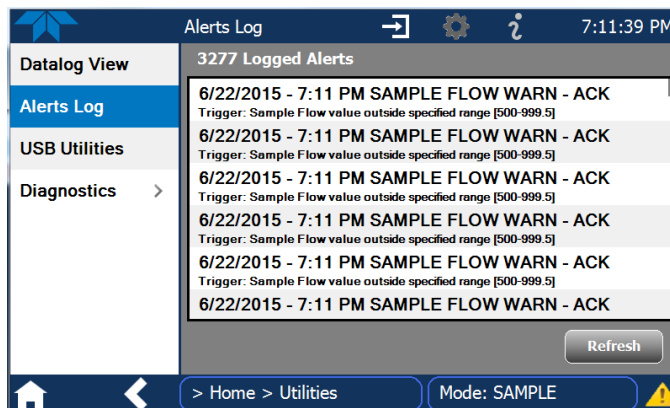 Alerts Log
7:11:39 PM
Datalog View
Alerts Log
USB Utilities
Diagnostics
3277 Logged Alerts
6/22/2015 - 7:11 PM SAMPLE FLOW WARN - ACK
Trigger: Sample Flow value outside specified range [500-999.5]
6/22/2015 - 7:11 PM SAMPLE FLOW WARN - ACK
Trigger: Sample Flow value outside specified range [500-999.5]
6/22/2015 - 7:11 PM SAMPLE FLOW WARN - ACK
Trigger: Sample Flow value outside specified range [500-999.5]
6/22/2015 - 7:11 PM SAMPLE FLOW WARN - ACK
Trigger: Sample Flow value outside specified range [500-999.5]
6/22/2015 - 7:11 PM SAMPLE FLOW WARN - ACK
Trigger: Sample Flow value outside specified range [500-999.5]
6/22/2015 - 7:11 PM SAMPLE FLOW WARN - ACK
Refresh
> Home > Utilities
Mode: SAMPLE